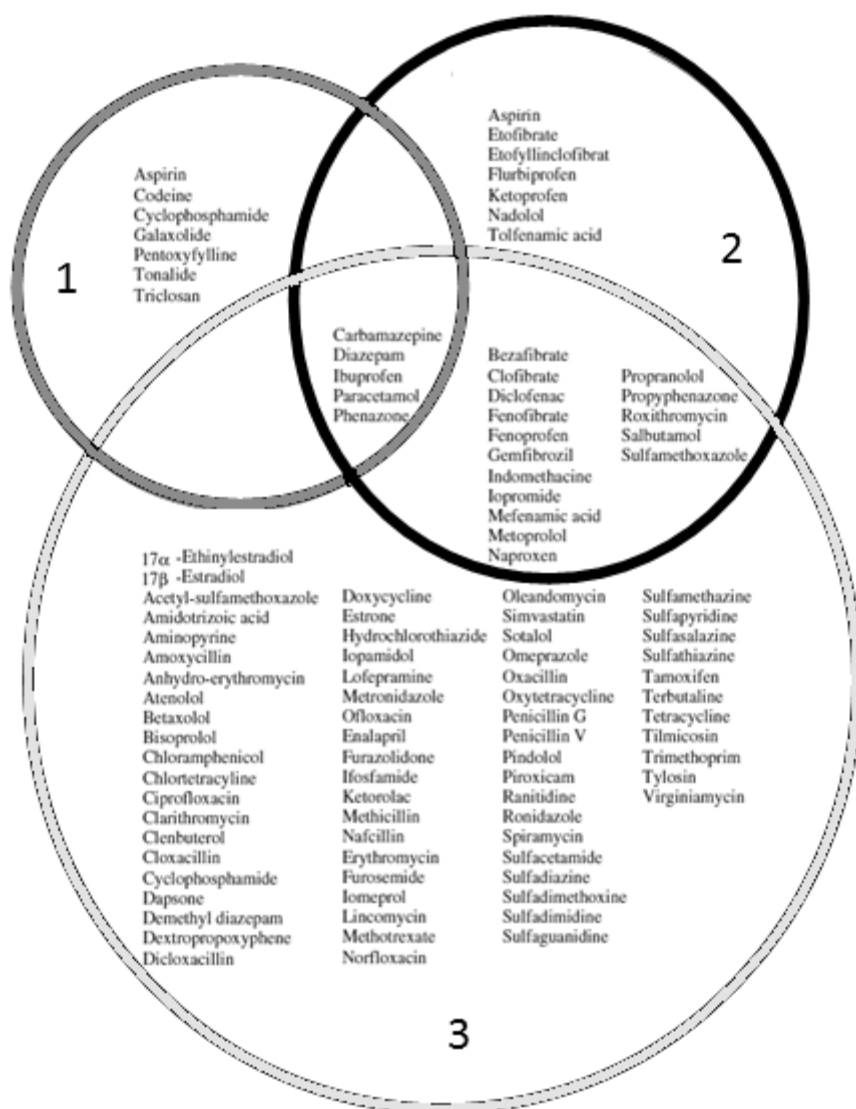 Aspirin
Codeine
Cyclophosphamide
Galaxolide
Pentoxyfylline
Tonalide
Triclosan
1
Aspirin
Etofibrate
Etofyllinclofibrat
Flurbiprofen
Ketoprofen
Nadolol
Tolfenamic acid
2
Carbamazepine
Diazepam
Ibuprofen
Paracetamol
Phenazone
Bezafibrate
Clofibrate
Diclofenac
Fenofibrate
Fenoprofen
Gemfibrozil
Indomethacine
Iopromide
Mefenamic acid
Metoprolol
Naproxen
Propranolol
Propyphenazone
Roxithromycin
Salbutamol
Sulfamethoxazole
17α -Ethinylestradiol
17β -Estradiol
Acetyl-sulfamethoxazole
Amidotrizoic acid
Aminopyrine
Amoxycillin
Anhydro-erythromycin
Atenolol
Betaxolol
Bisoprolol
Chloramphenicol
Chlortetracyline
Ciprofloxacin
Clarithromycin
Clenbuterol
Cloxacillin
Cyclophosphamide
Dapsone
Demethyl diazepam
Dextropropoxyphene
Dicloxacillin
Doxycycline
Estrone
Hydrochlorothiazide
Iopamidol
Lofepramine
Metronidazole
Ofloxacin
Enalapril
Furazolidone
Ifosfamide
Ketorolac
Methicillin
Nafcillin
Erythromycin
Furosemide
Iomeprol
Lincomycin
Methotrexate
Norfloxacin
Oleandomycin
Simvastatin
Sotalol
Omeprazole
Oxacillin
Oxytetracycline
Penicillin G
Penicillin V
Pindolol
Piroxicam
Ranitidine
Ronidazole
Spiramycin
Sulfacetamide
Sulfadiazine
Sulfadimethoxine
Sulfadimidine
Sulfaguanidine
Sulfamethazine
Sulfapyridine
Sulfasalazine
Sulfathiazine
Tamoxifen
Terbutaline
Tetracycline
Tilmicosin
Trimethoprim
Tylosin
Virginiamycin
3